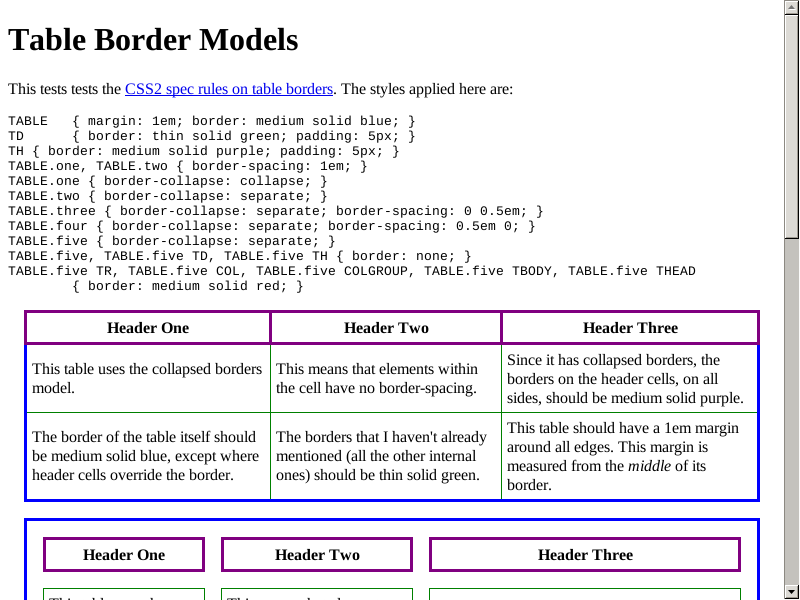 Table Border Models
This tests tests the CSS2 spec rules on table borders. The styles applied here are:
TABLE   { margin: 1em; border: medium solid blue; }
TD      { border: thin solid green; padding: 5px; }
TH { border: medium solid purple; padding: 5px; }
TABLE.one, TABLE.two { border-spacing: 1em; }
TABLE.one { border-collapse: collapse; }
TABLE.two { border-collapse: separate; }
TABLE.three { border-collapse: separate; border-spacing: 0 0.5em; }
TABLE.four { border-collapse: separate; border-spacing: 0.5em 0; }
TABLE.five { border-collapse: separate; }
TABLE.five, TABLE.five TD, TABLE.five TH { border: none; }
TABLE.five TR, TABLE.five COL, TABLE.five COLGROUP, TABLE.five TBODY, TABLE.five THEAD
        { border: medium solid red; }
Header One
Header Two
Header Three
This table uses the collapsed borders
model.
This means that elements within
the cell have no border-spacing.
Since it has collapsed borders, the
borders on the header cells, on all
sides, should be medium solid purple.
The border of the table itself should
be medium solid blue, except where
header cells override the border.
The borders that I haven't already
mentioned (all the other internal
ones) should be thin solid green.
This table should have a 1em margin
around all edges. This margin is
measured from the middle of its
border.
Header One
Header Two
Header Three